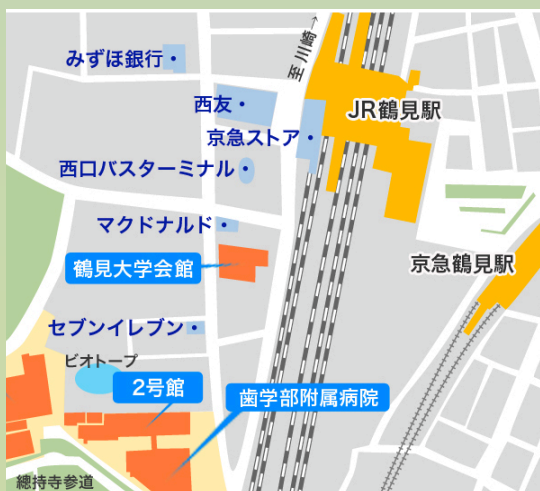 至 川崎→
みずほ銀行
西友
JR鶴見駅
京急ストア
西口バスターミナル
マクドナルド
鶴見大学会館
京急鶴見駅
セブンイレブン
ビオトープ
2号館
歯学部附属病院
總持寺参道